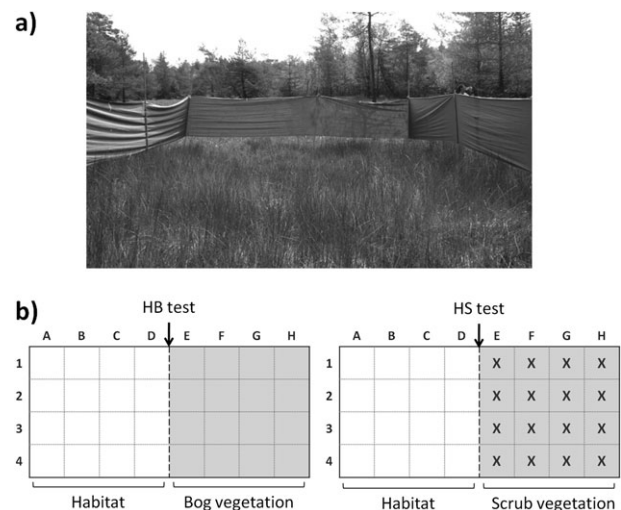 a)
b)
HB test
A B C D E F G H
1
2
3
4
Habitat Bog vegetation
HS test
A B C D E F G H
1 X X X X
2 X X X X
3 X X X X
4 X X X X
Habitat Scrub vegetation